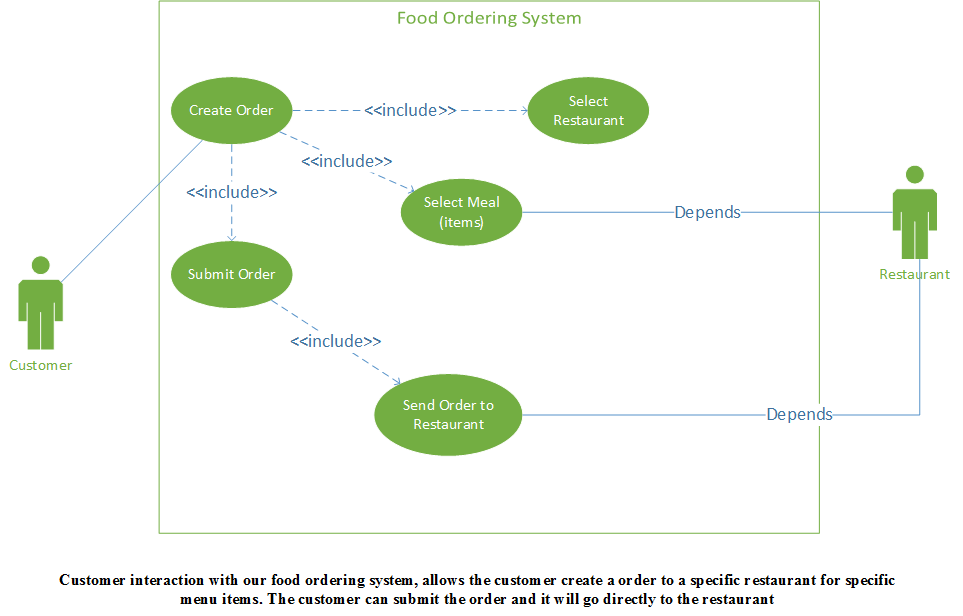 Food Ordering System
Create Order
<<include>>
Select
Restaurant
<<include>>
<<include>>
Select Meal
(items)
Depends
Restaurant
Submit Order
<<include>>
Customer
Send Order to
Restaurant
Depends
Customer interaction with our food ordering system, allows the customer create a order to a specific restaurant for specific
menu items. The customer can submit the order and it will go directly to the restaurant